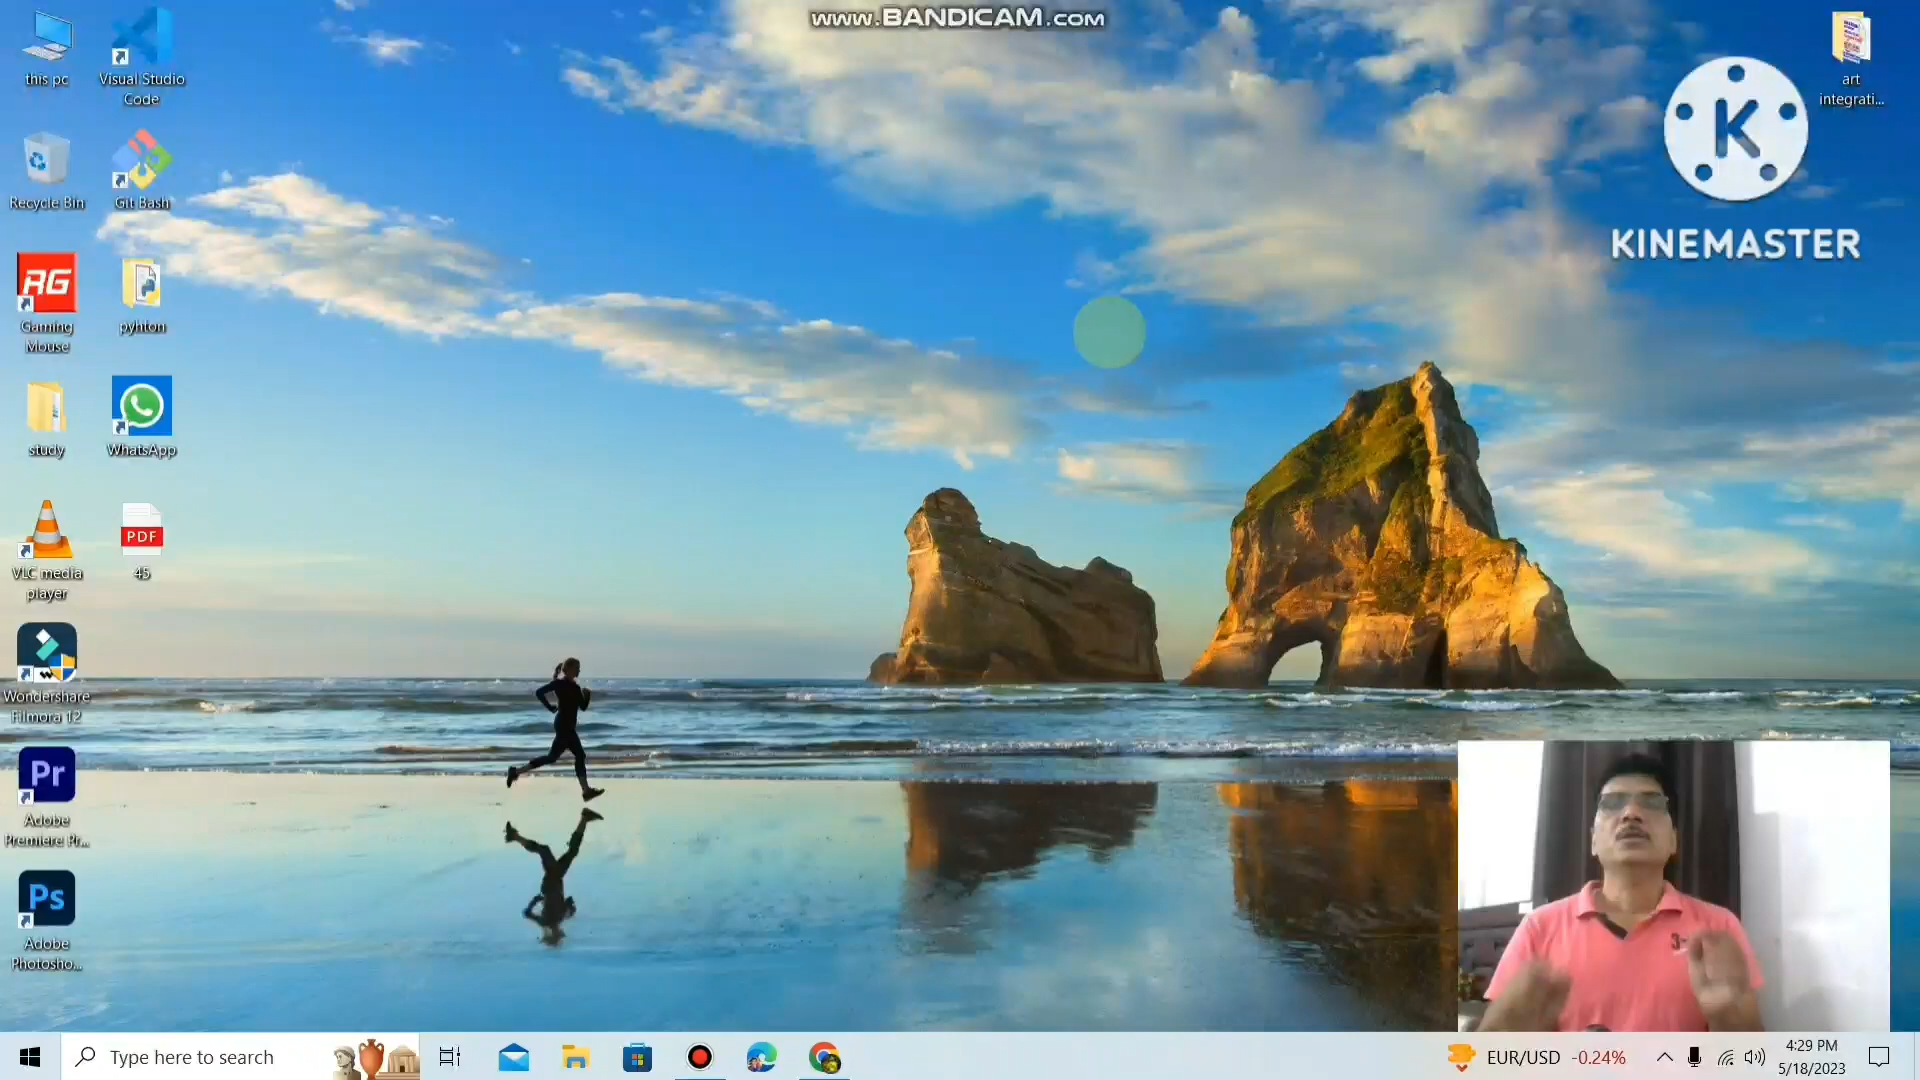 www.BANDICAM.com
this pc
Visual Studio
Code
art
integrati...
K
KINEMASTER
Recycle Bin
Git Bash
RG
Gaming
Mouse
pyhton
study
WhatsApp
VLC media
player
PDF
45
Wondershare
Filmora 12
Pr
Adobe
Premiere Pr...
Ps
Adobe
Photosho...
Type here to search
EUR/USD -0.24%
4:29 PM
5/18/2023